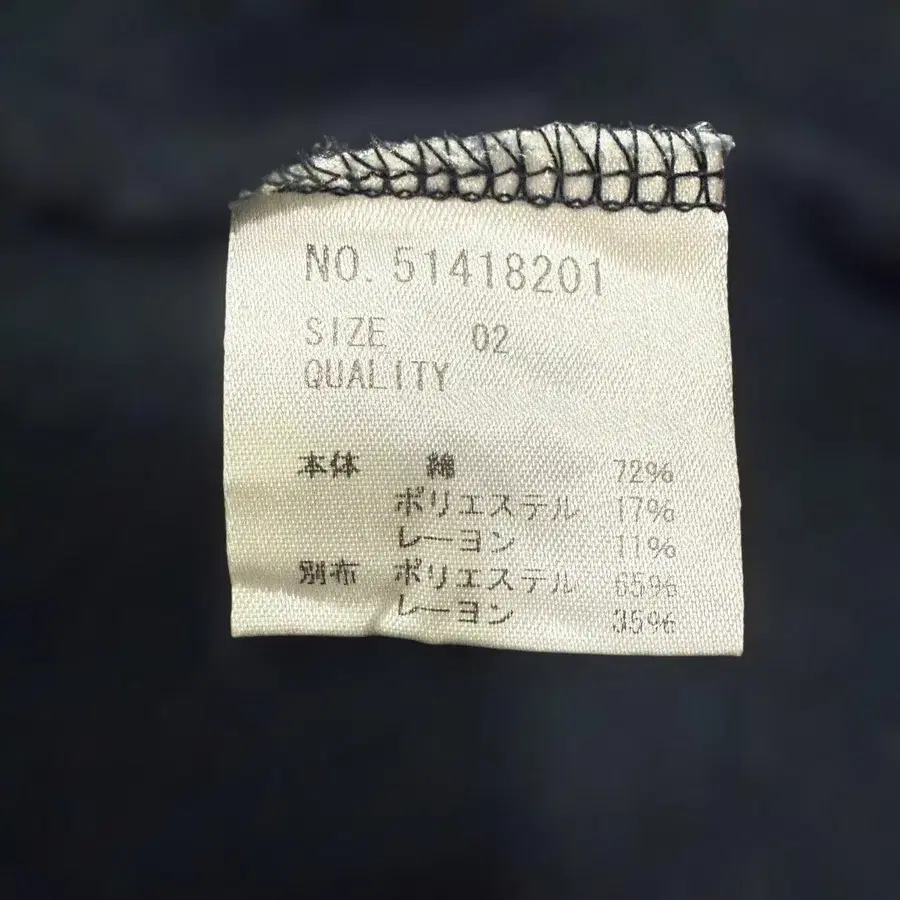 NO. 51418201
SIZE 02
QUALITY
本体 綿 72%
ポリエステル 17%
レーヨン 11%
別布 ポリエステル 65%
レーヨン 35%